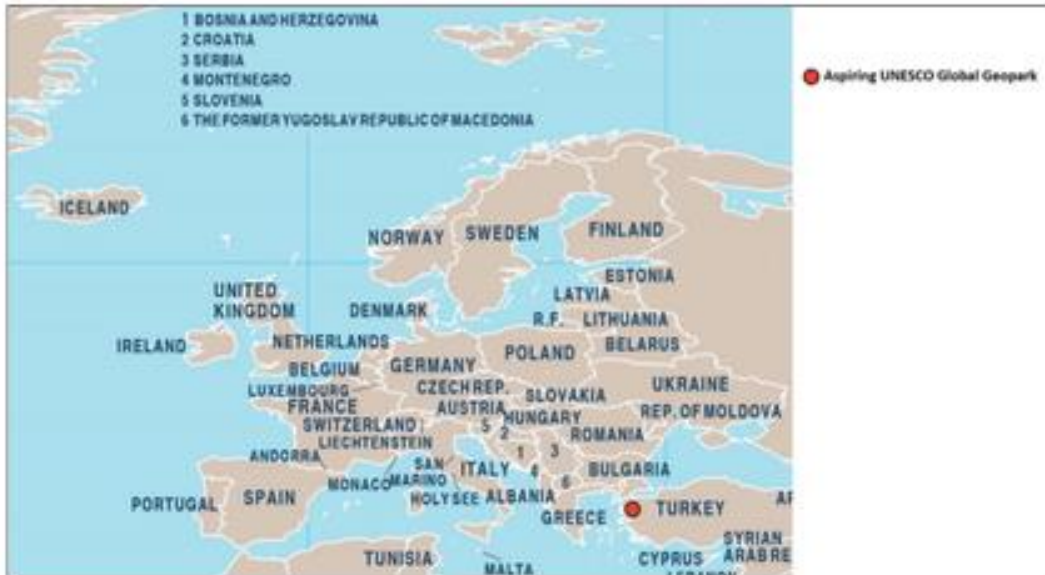 1 BOSNIA AND HERZEGOVINA
2 CROATIA
3 SERBIA
4 MONTENEGRO
5 SLOVENIA
6 THE FORMER YUGOSLAV REPUBLIC OF MACEDONIA
Aspiring UNESCO Global Geopark
ICELAND
NORWAY
SWEDEN
FINLAND
ESTONIA
LATVIA
UNITED
KINGDOM
DENMARK
R.F.
LITHUANIA
IRELAND
NETHERLANDS
POLAND
BELARUS
BELGIUM
GERMANY
LUXEMBOURG
CZECH REP.
SLOVAKIA
UKRAINE
FRANCE
AUSTRIA
HUNGARY
REP. OF MOLDOVA
SWITZERLAND
5
2
ROMANIA
LIECHTENSTEIN
ANDORRA
1
3
SAN
MARINO
ITALY
4
BULGARIA
MONACO
6
PORTUGAL
SPAIN
HOLY SEE
ALBANIA
GREECE
TURKEY
AR
SYRIAN
ARAB RE
TUNISIA
CYPRUS
MALTA
LEBANON